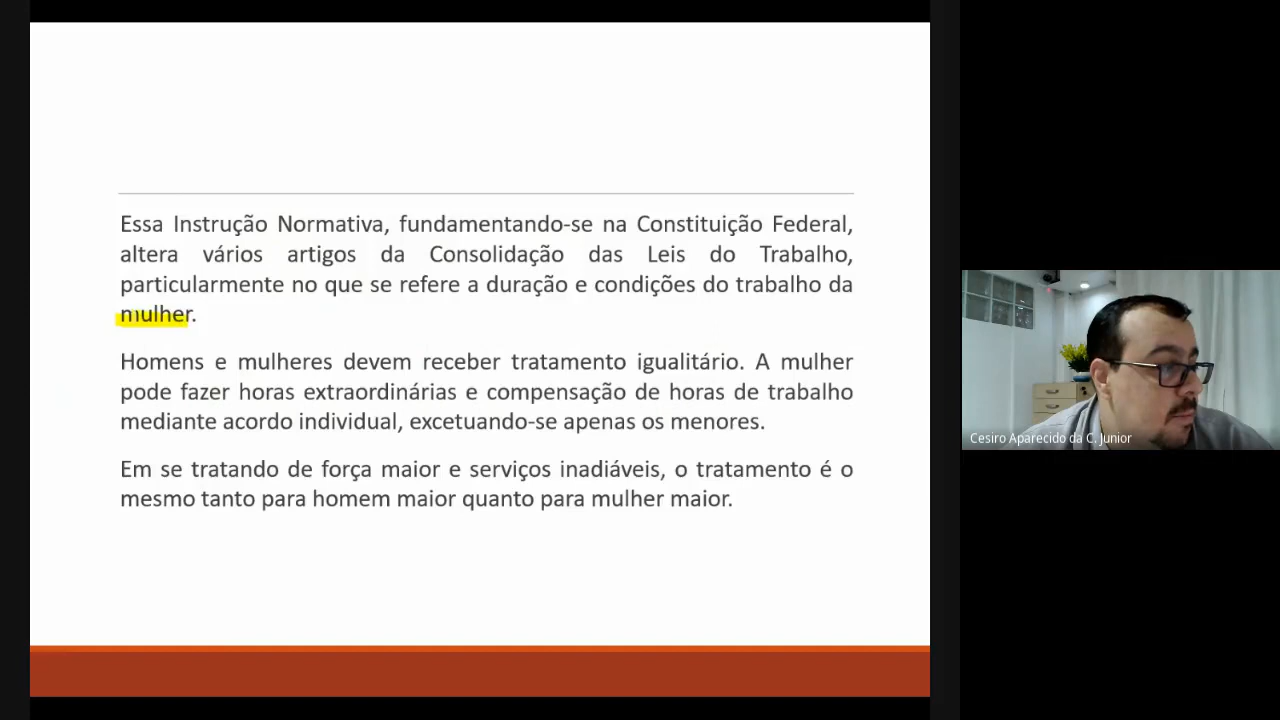 Essa Instrução Normativa, fundamentando-se na Constituição Federal,
altera vários artigos da Consolidação das Leis do Trabalho,
particularmente no que se refere a duração e condições do trabalho da
mulher.
Homens e mulheres devem receber tratamento igualitário. A mulher
pode fazer horas extraordinárias e compensação de horas de trabalho
mediante acordo individual, excetuando-se apenas os menores.
Em se tratando de força maior e serviços inadiáveis, o tratamento é o
mesmo tanto para homem maior quanto para mulher maior.
Cesiro Aparecido da C. Junior